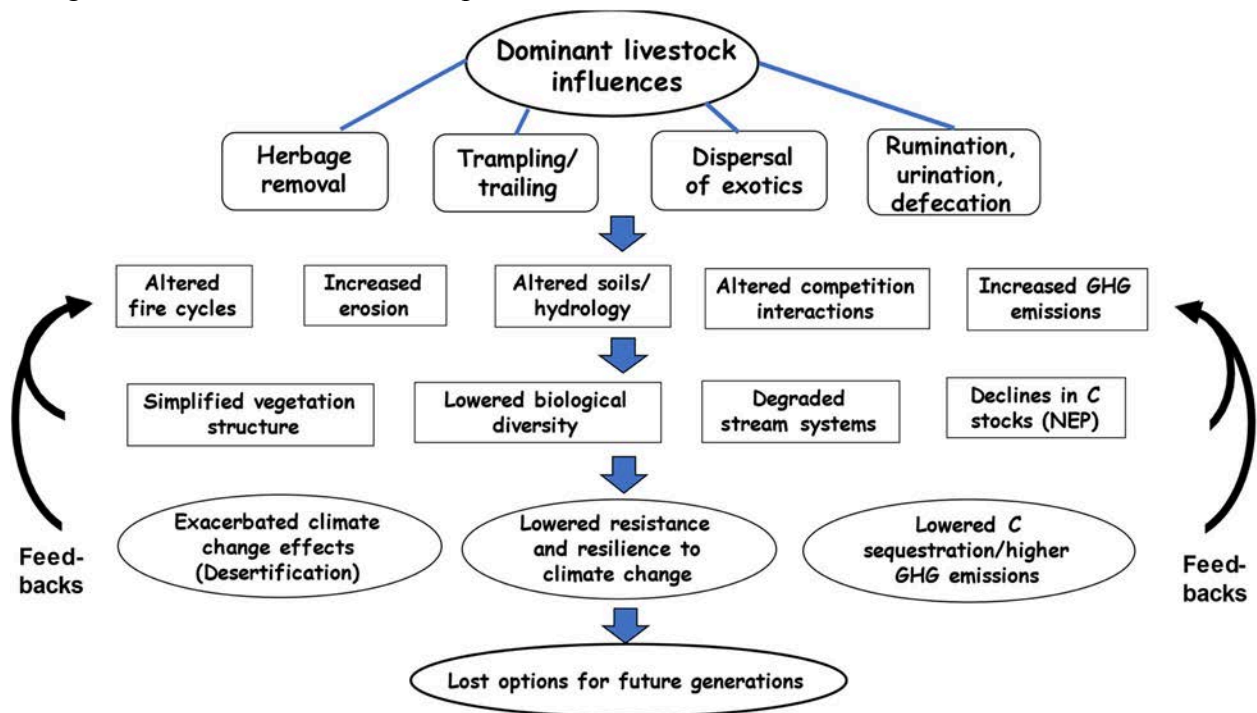 Dominant livestock
influences
Herbage
removal
Trampling/
trailing
Dispersal
of exotics
Rumination,
urination,
defecation
Altered
fire cycles
Increased
erosion
Altered soils/
hydrology
Altered competition
interactions
Increased GHG
emissions
Simplified vegetation
structure
Lowered biological
diversity
Degraded
stream systems
Declines in C
stocks (NEP)
Exacerbated climate
change effects
(Desertification)
Lowered resistance
and resilience to
climate change
Lowered C
sequestration/higher
GHG emissions
Feed-
backs
Feed-
backs
Lost options for future generations